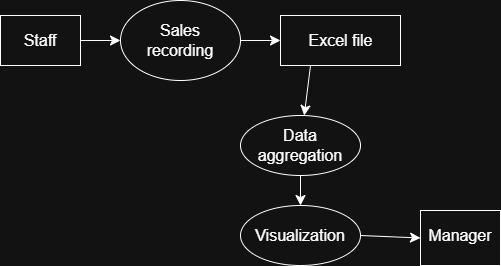 Staff
Sales
recording
Excel file
Data
aggregation
Visualization
Manager